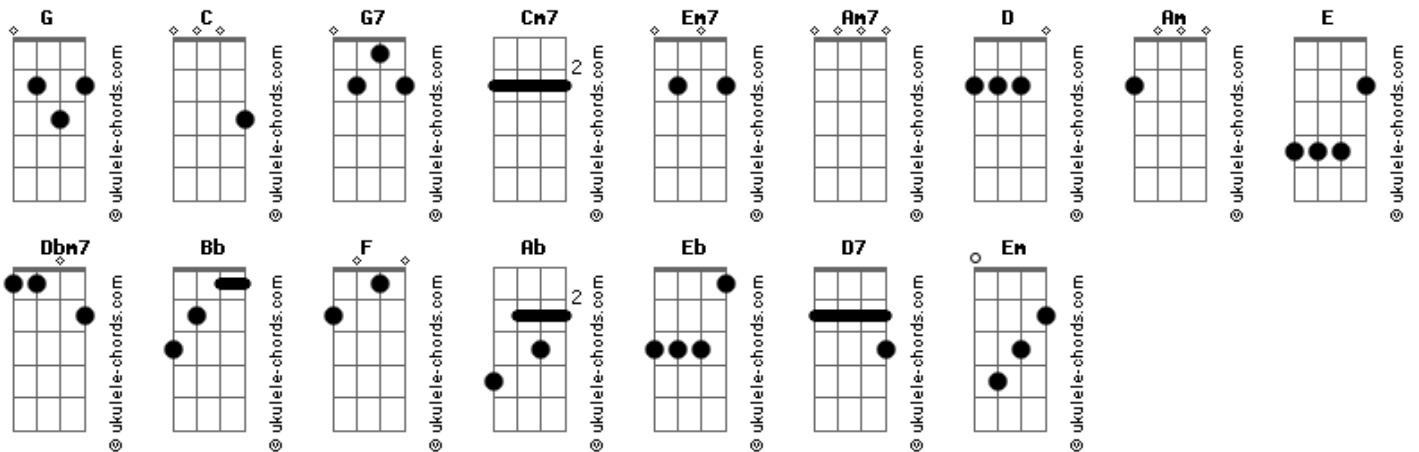 G C G7 Cm7 Em7 Am7 D Am E
2
© ukulele-chords.com © ukulele-chords.com © ukulele-chords.com © ukulele-chords.com © ukulele-chords.com © ukulele-chords.com © ukulele-chords.com © ukulele-chords.com © ukulele-chords.com
Dbm7 Bb F Ab Eb D7 Em
2
© ukulele-chords.com © ukulele-chords.com © ukulele-chords.com © ukulele-chords.com © ukulele-chords.com © ukulele-chords.com © ukulele-chords.com